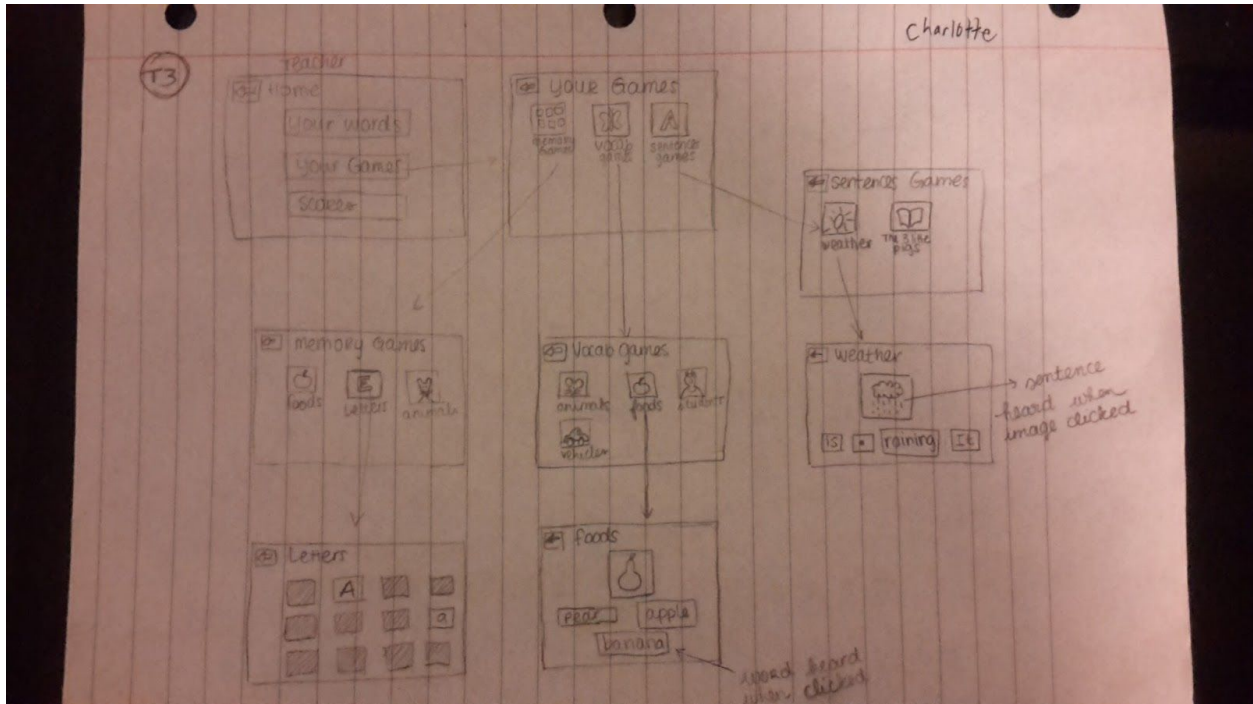 Charlotte
T3
teacher
Home
Your words
Your Games
Scores
Your Games
memory
Games
Vocab
games
sentence
games
Sentences Games
weather
The 3 little
pigs
memory Games
foods
letters
animals
Vocab Games
animals
foods
vehicles
weather
is . raining It
sentence
heard when
image clicked
Letters
A
a
foods
pear
apple
banana
word heard
when clicked